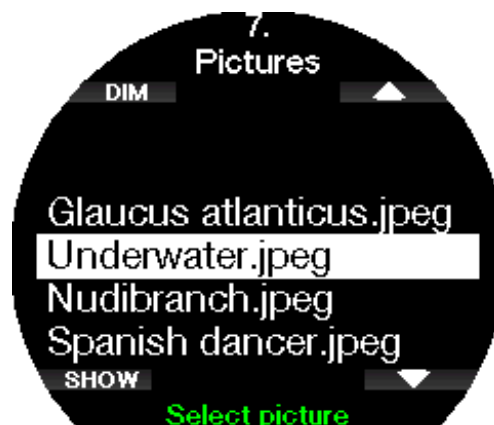 7.
Pictures
DIM
Glaucus atlanticus.jpeg
Underwater.jpeg
Nudibranch.jpeg
Spanish dancer.jpeg
SHOW
Select picture